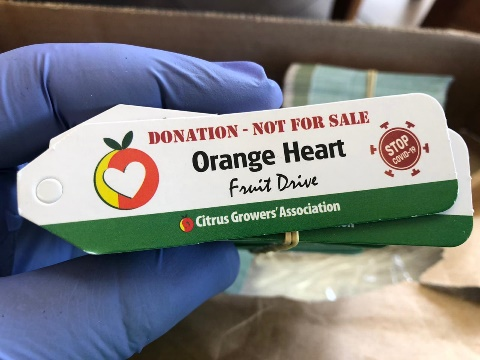 DONATION - NOT FOR SALE
Orange Heart
Fruit Drive
STOP
COVID-19
Citrus Growers' Association